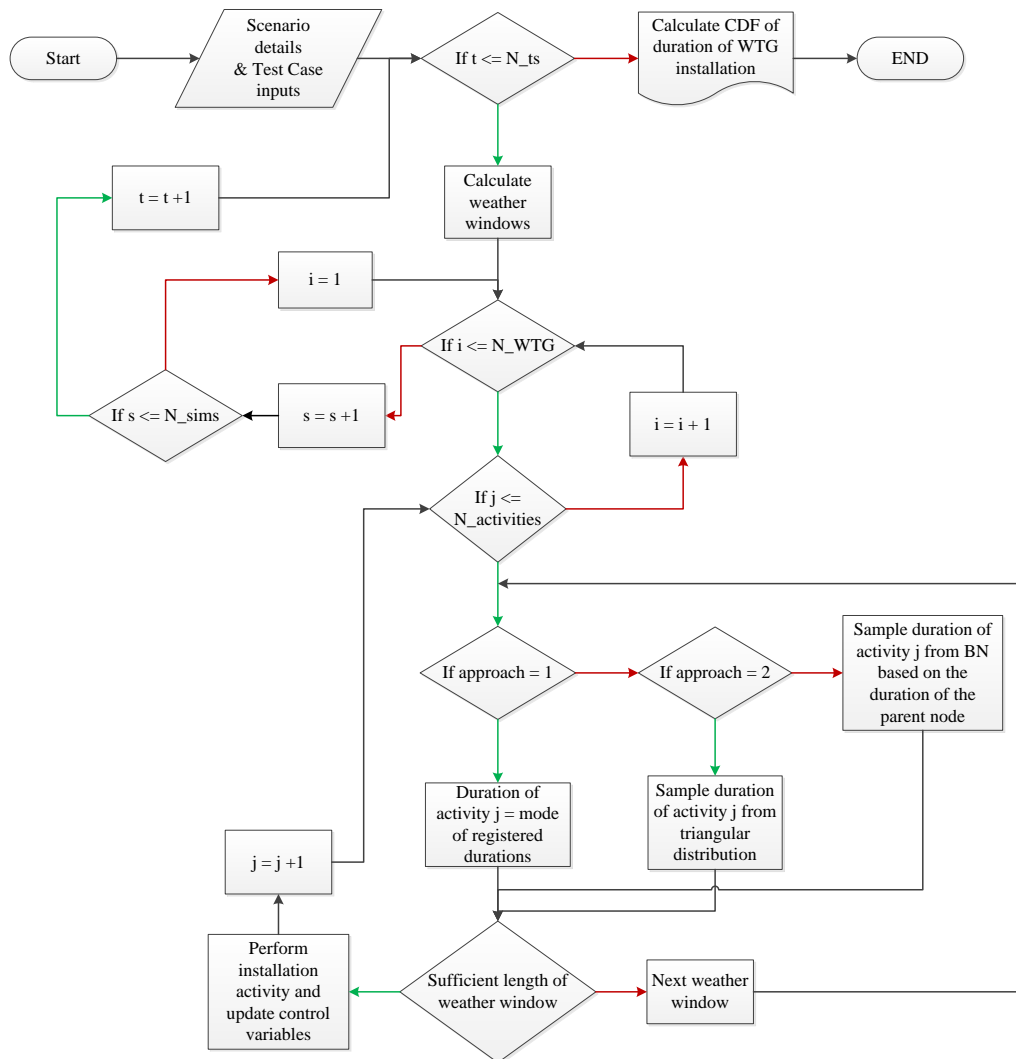 Start
Scenario
details
& Test Case
inputs
If t <= N_ts
Calculate CDF of
duration of WTG
installation
END
t = t +1
Calculate
weather
windows
i = 1
If i <= N_WTG
If s <= N_sims
s = s +1
i = i + 1
If j <=
N_activities
If approach = 1
If approach = 2
Sample duration of
activity j from BN
based on the
duration of the
parent node
Duration of
activity j = mode
of registered
durations
Sample duration
of activity j from
triangular
distribution
j = j +1
Perform
installation
activity and
update control
variables
Sufficient length of
weather window
Next weather
window